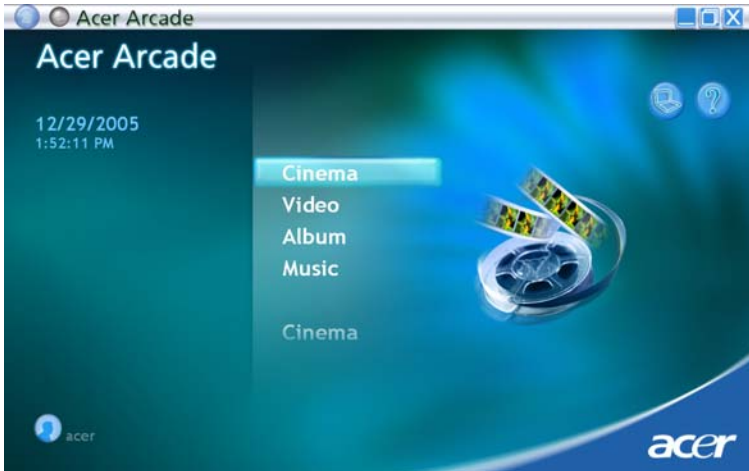 Acer Arcade
Acer Arcade
12/29/2005
1:52:11 PM
Cinema
Video
Album
Music
Cinema
acer
acer